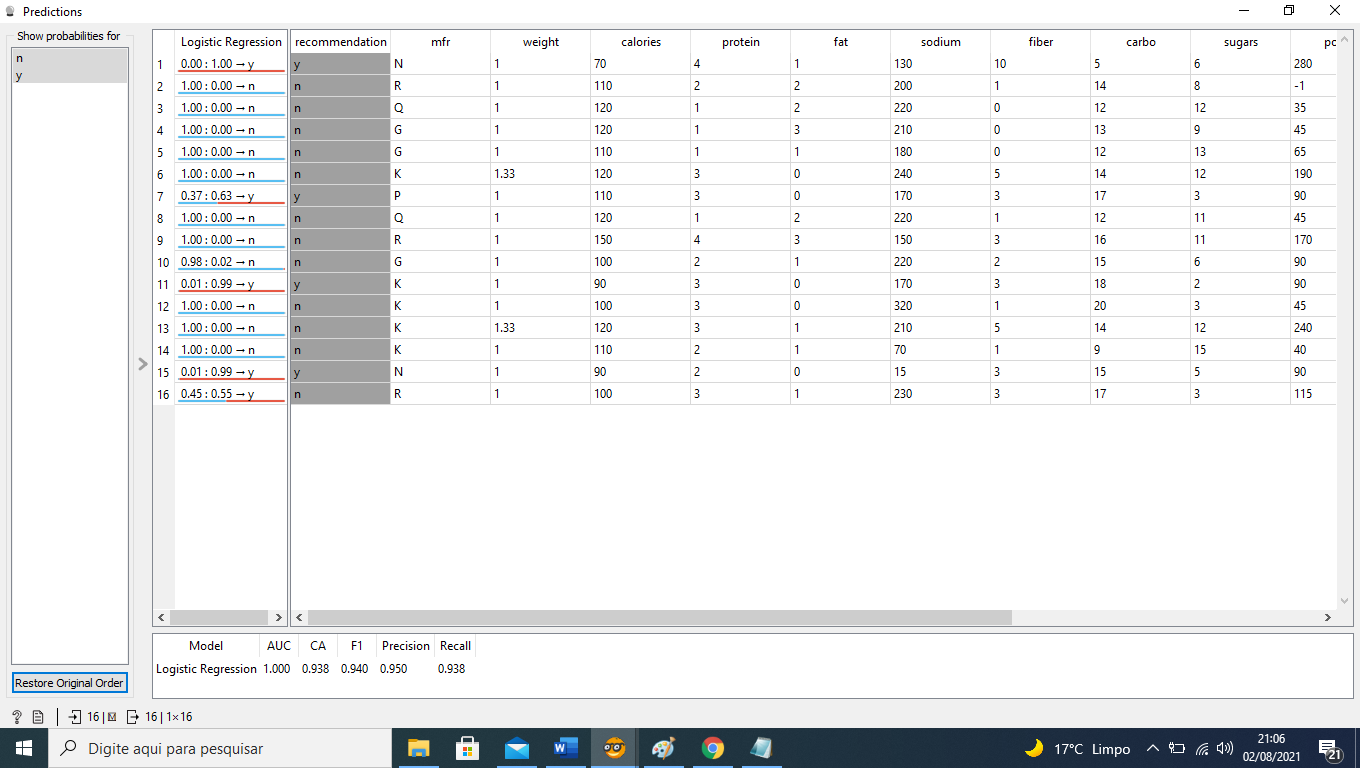 Predictions
Show probabilities for
n
y
Logistic Regression recommendation mfr weight calories protein fat sodium fiber carbo sugars
1 0.00 : 1.00 → y y N 1 70 4 1 130 10 5 6 280
2 1.00 : 0.00 → n n R 1 110 2 2 200 1 14 8 -1
3 1.00 : 0.00 → n n Q 1 120 1 2 220 0 12 12 35
4 1.00 : 0.00 → n n G 1 120 1 3 210 0 13 9 45
5 1.00 : 0.00 → n n G 1 110 1 1 180 0 12 13 65
6 1.00 : 0.00 → n n K 1.33 120 3 0 240 5 14 12 190
7 0.37 : 0.63 → y y P 1 110 3 0 170 3 17 3 90
8 1.00 : 0.00 → n n Q 1 120 1 2 220 1 12 11 45
9 1.00 : 0.00 → n n R 1 150 4 3 150 3 16 11 170
10 0.98 : 0.02 → n n G 1 100 2 1 220 2 15 6 90
11 0.01 : 0.99 → y y K 1 90 3 0 170 3 18 2 90
12 1.00 : 0.00 → n n K 1 100 3 0 320 1 20 3 45
13 1.00 : 0.00 → n n K 1.33 120 3 1 210 5 14 12 240
14 1.00 : 0.00 → n n K 1 110 2 1 70 1 9 15 40
15 0.01 : 0.99 → y y N 1 90 2 0 15 3 15 5 90
16 0.45 : 0.55 → y n R 1 100 3 1 230 3 17 3 115
Model AUC CA F1 Precision Recall
Logistic Regression 1.000 0.938 0.940 0.950 0.938
Restore Original Order
? 16 | 16 | 1×16
Digite aqui para pesquisar
17°C Limpo
21:06
02/08/2021
21